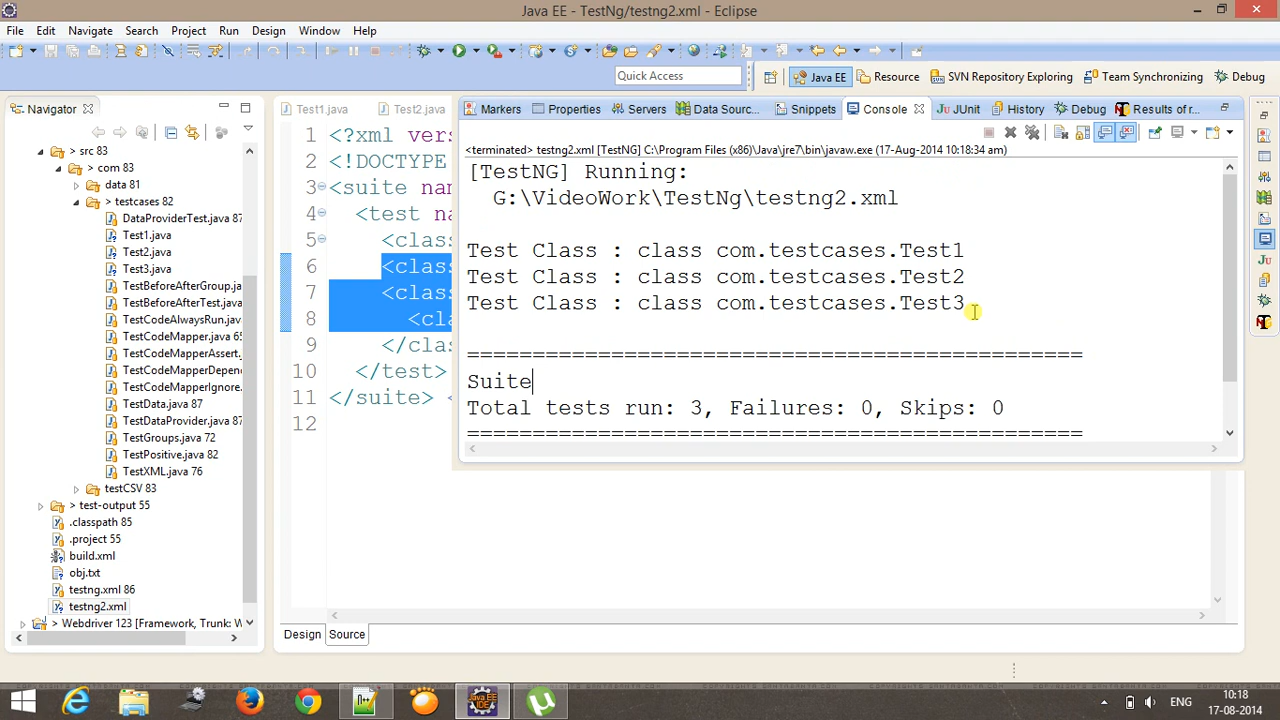 Java EE - TestNg/testng2.xml - Eclipse
File Edit Navigate Search Project Run Design Window Help
Quick Access
Java EE Resource SVN Repository Exploring Team Synchronizing Debug
Navigator
Test1.java Test2.java
Markers Properties Servers Data Sourc... Snippets Console JUnit History Debug Results of r...
<terminated> testng2.xml [TestNG] C:\Program Files (x86)\Java\jre7\bin\javaw.exe (17-Aug-2014 10:18:34 am)
> src 83
> com 83
data 81
> testcases 82
DataProviderTest.java 87
Test1.java
Test2.java
Test3.java
TestBeforeAfterGroup.ja
TestBeforeAfterTest.java
TestCodeAlwaysRun.java
TestCodeMapper.java 65
TestCodeMapperAssert.
TestCodeMapperDepen
TestCodeMapperIgnore.
TestData.java 87
TestDataProvider.java 87
TestGroups.java 72
TestPositive.java 82
TestXML.java 76
> testCSV 83
> test-output 55
.classpath 85
.project 55
build.xml
obj.txt
testng.xml 86
testng2.xml
> Webdriver 123 [Framework, Trunk: W
1 <?xml vers
2 <!DOCTYPE
3 <suite nam
4 <test na
5 <class
6 <class
7 <class
8 <cla
9 </clas
10 </test>
11 </suite> <
12
[TestNG] Running:
G:\VideoWork\TestNg\testng2.xml
Test Class : class com.testcases.Test1
Test Class : class com.testcases.Test2
Test Class : class com.testcases.Test3
===============================================
Suite
Total tests run: 3, Failures: 0, Skips: 0
===============================================
Design Source
ENG
10:18
17-08-2014